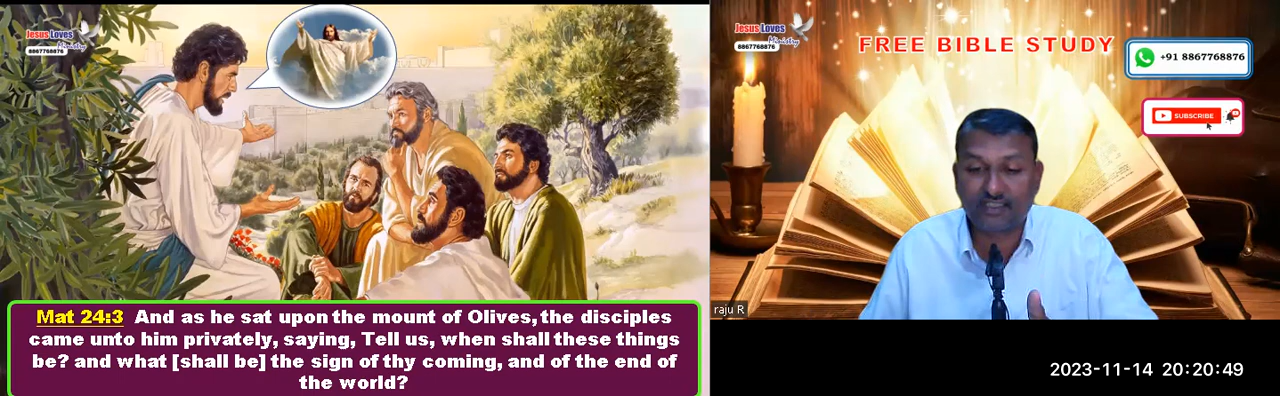 Jesus Loves
Ministry
8867768876
Mat 24:3 And as he sat upon the mount of Olives, the disciples
came unto him privately, saying, Tell us, when shall these things
be? and what [shall be] the sign of thy coming, and of the end of
the world?
Jesus Loves
Ministry
8867768876
FREE BIBLE STUDY
+91 8867768876
SUBSCRIBE
raju R
2023-11-14 20:20:49